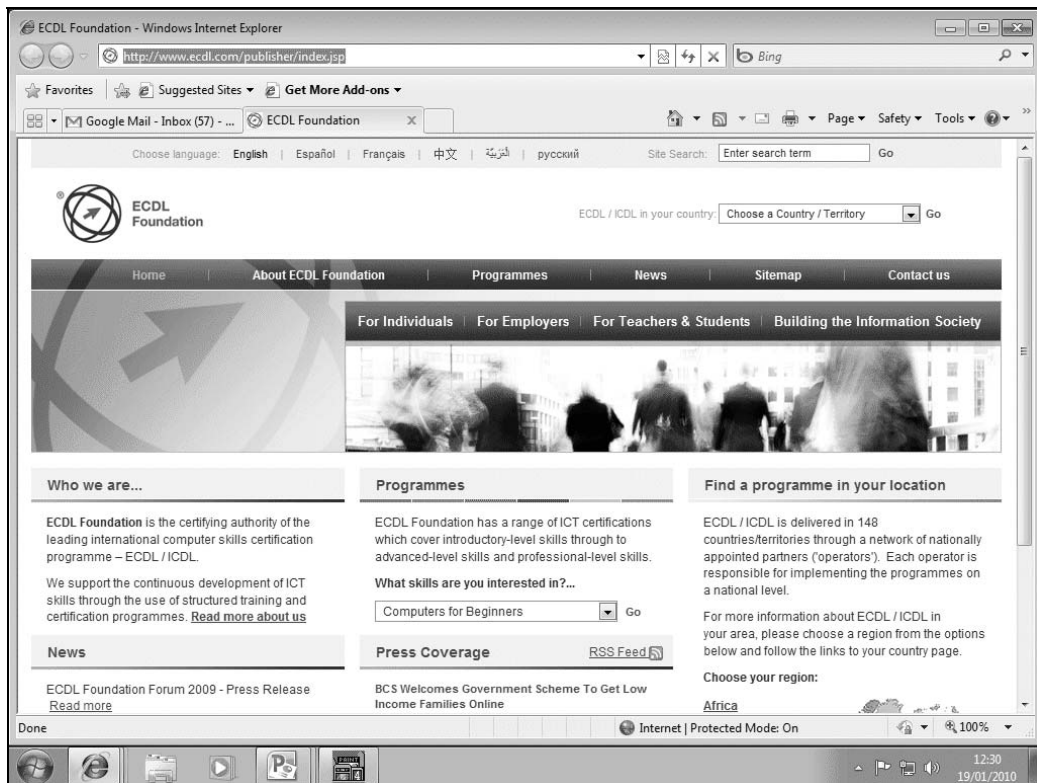 ECDL Foundation - Windows Internet Explorer
http://www.ecdl.com/publisher/index.jsp
Bing
Favorites Suggested Sites Get More Add-ons
Google Mail - Inbox (57) - ... ECDL Foundation X Page Safety Tools
Choose language: English | Español | Français | 中文 | | русский Site Search: Enter search term Go
® ECDL Foundation
ECDL / ICDL in your country: Choose a Country / Territory Go
Home | About ECDL Foundation | Programmes | News | Sitemap | Contact us
For Individuals | For Employers | For Teachers & Students | Building the Information Society
Who we are...
ECDL Foundation is the certifying authority of the
leading international computer skills certification
programme – ECDL / ICDL.
We support the continuous development of ICT
skills through the use of structured training and
certification programmes. Read more about us
News
ECDL Foundation Forum 2009 - Press Release
Read more
Programmes
ECDL Foundation has a range of ICT certifications
which cover introductory-level skills through to
advanced-level skills and professional-level skills.
What skills are you interested in?...
Computers for Beginners Go
Press Coverage RSS Feed
BCS Welcomes Government Scheme To Get Low
Income Families Online
Find a programme in your location
ECDL / ICDL is delivered in 148
countries/territories through a network of nationally
appointed partners ('operators'). Each operator is
responsible for implementing the programmes on
a national level.
For more information about ECDL / ICDL in
your area, please choose a region from the options
below and follow the links to your country page.
Choose your region:
Africa
Done Internet | Protected Mode: On 100%
PRINT 4
12:30
19/01/2010